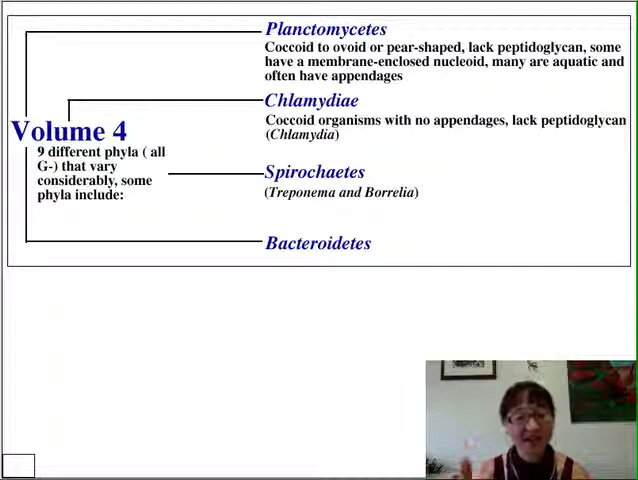 Planctomycetes
Coccoid to ovoid or pear-shaped, lack peptidoglycan, some
have a membrane-enclosed nucleoid, many are aquatic and
often have appendages
Chlamydiae
Coccoid organisms with no appendages, lack peptidoglycan
(Chlamydia)
Volume 4
9 different phyla ( all
G-) that vary
considerably, some
phyla include:
Spirochaetes
(Treponema and Borrelia)
Bacteroidetes